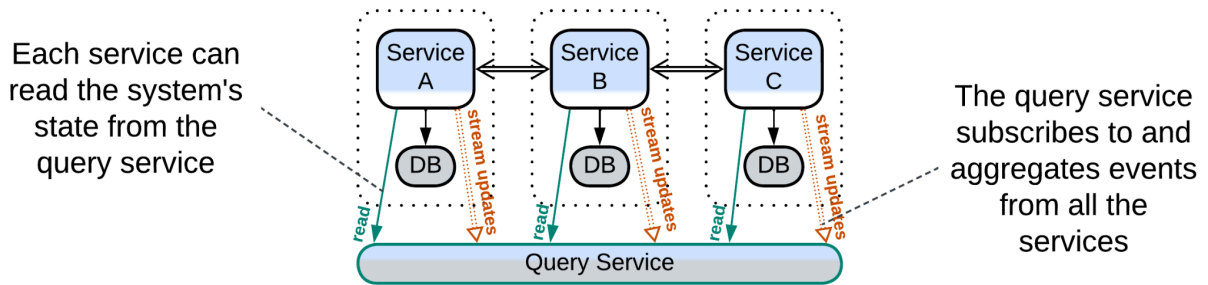 Each service can
read the system's
state from the
query service
Service
A
Service
B
Service
C
DB
DB
DB
stream updates
stream updates
stream updates
read
read
read
Query Service
The query service
subscribes to and
aggregates events
from all the
services